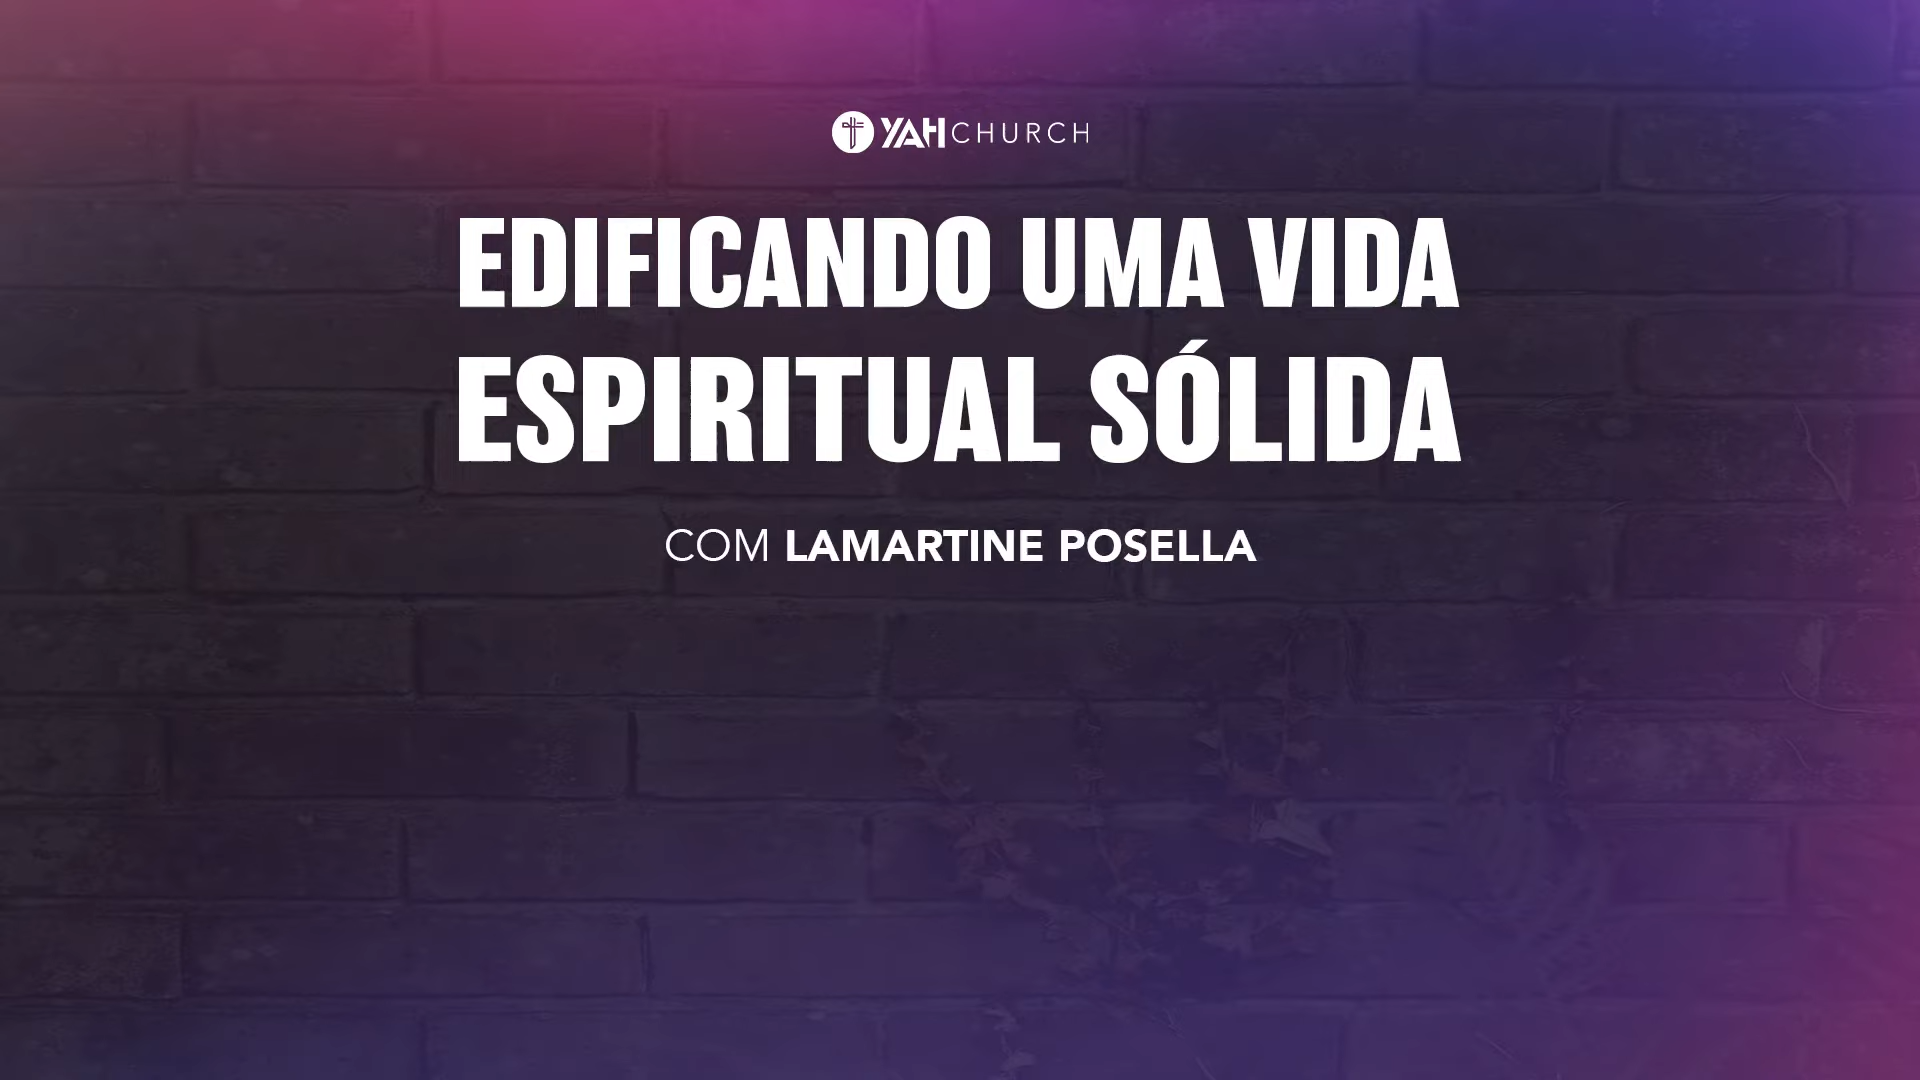 YAH CHURCH
EDIFICANDO UMA VIDA
ESPIRITUAL SÓLIDA
COM LAMARTINE POSELLA